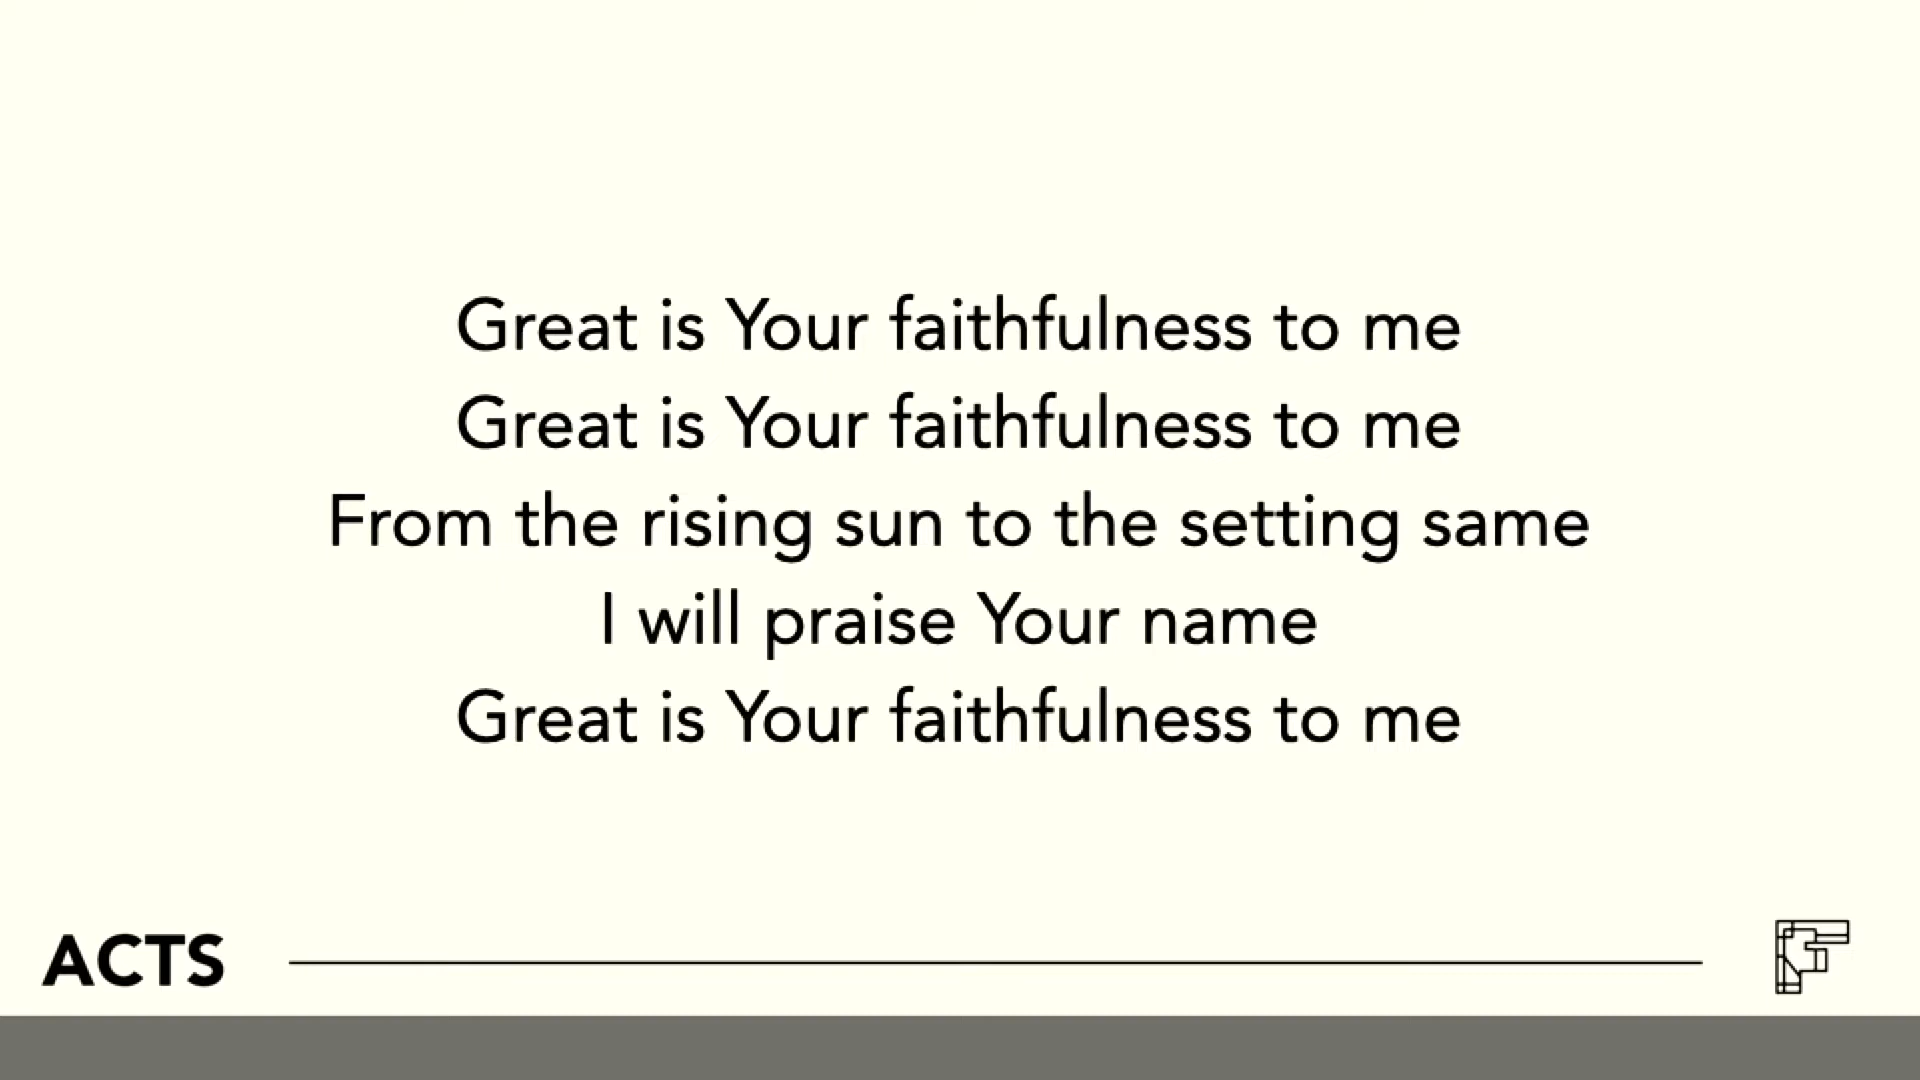 Great is Your faithfulness to me
Great is Your faithfulness to me
From the rising sun to the setting same
I will praise Your name
Great is Your faithfulness to me
ACTS